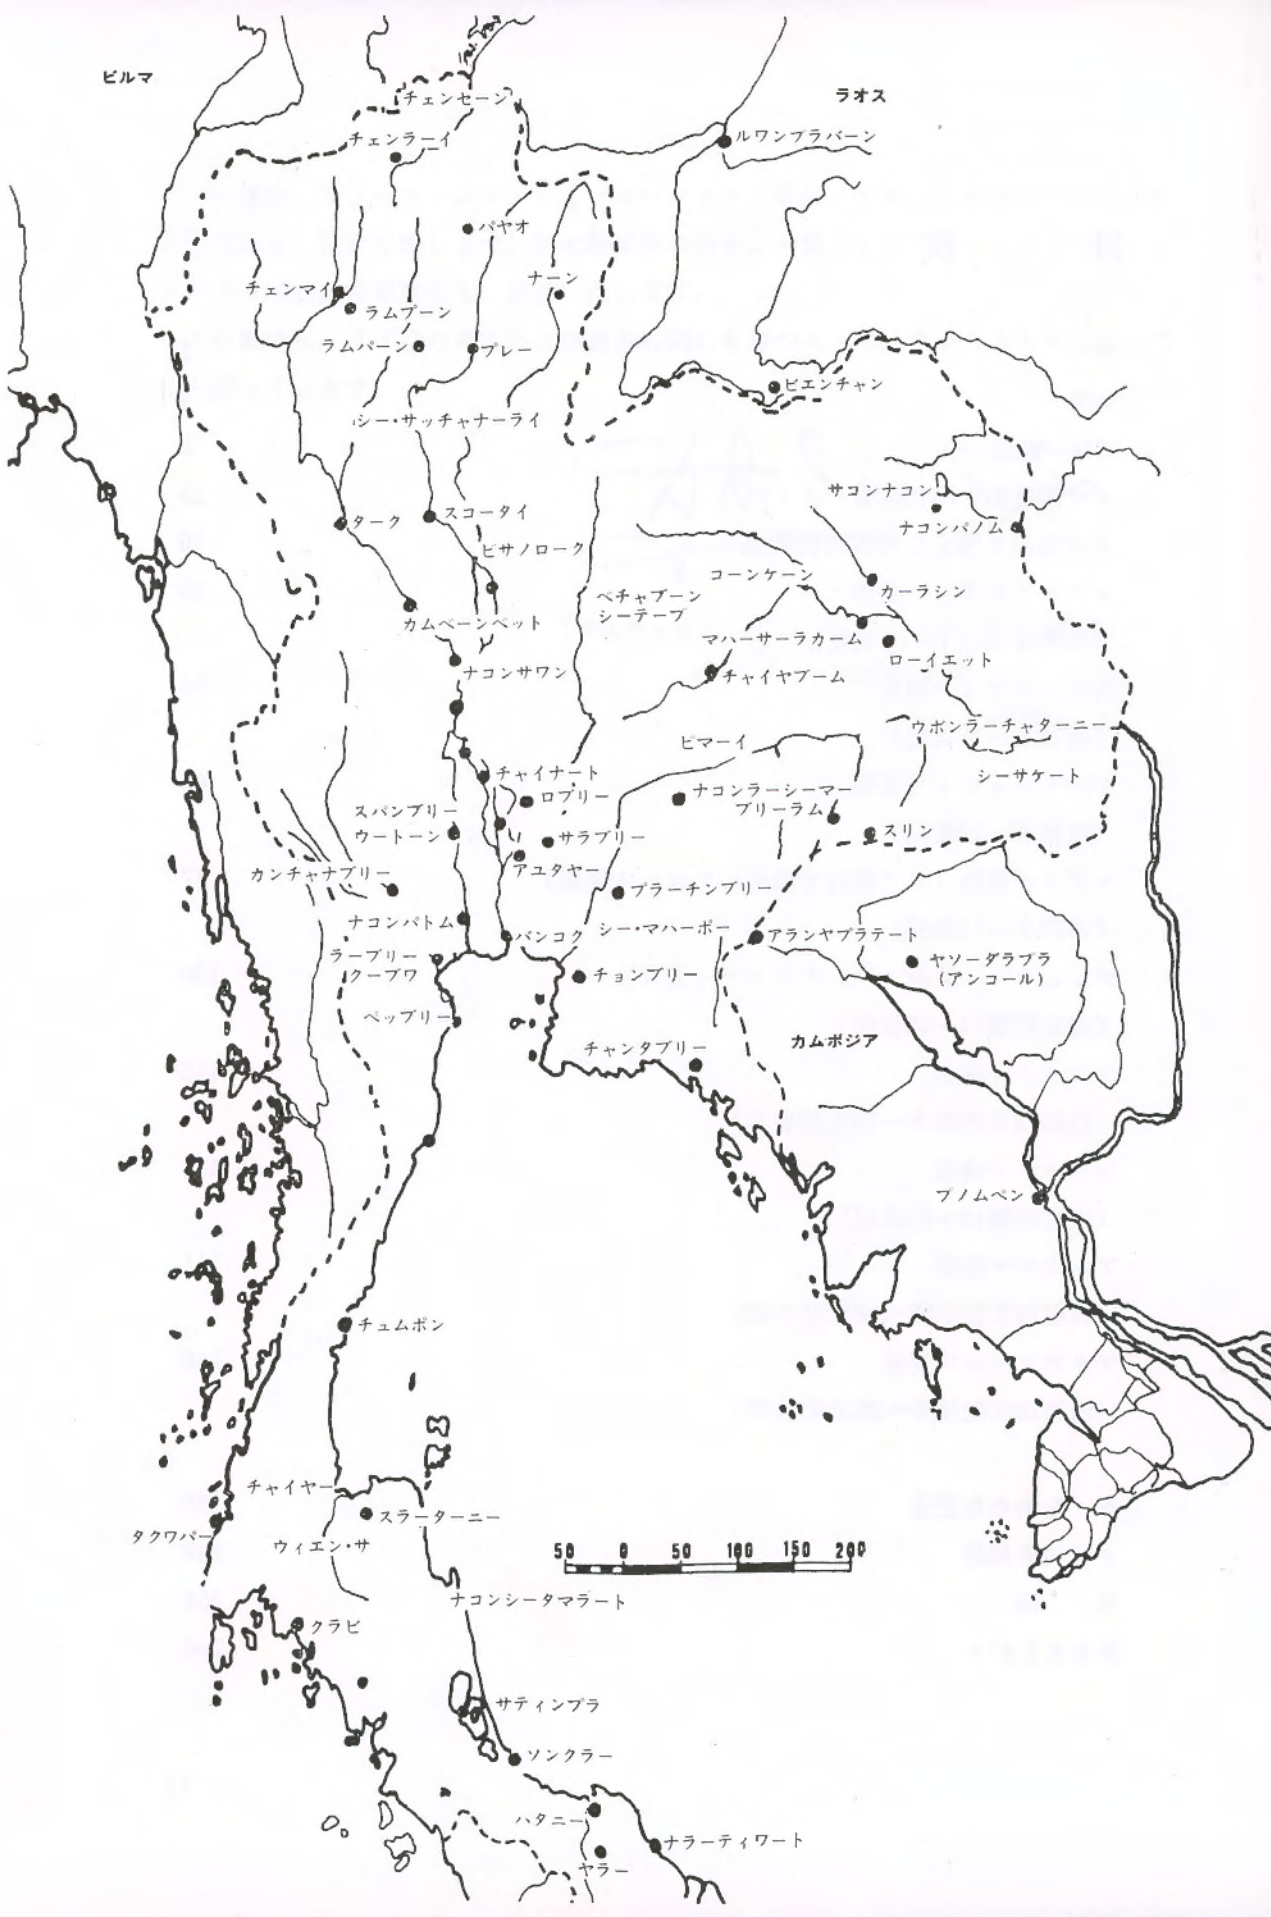 ビルマ
ラオス
チェンセーン
チェンラーイ
ルワンプラバーン
パヤオ
ナーン
チェンマイ
ラムプーン
ラムパーン
プレー
ビエンチャン
シー・サッチャナーライ
サコンナコン
ナコンパノム
ターク
スコータイ
ピサノローク
コーンケーン
カーラシン
ペチャブーン
シーテープ
カムペーンペット
マハーサーラカーム
ローイエット
ナコンサワン
チャイヤプーム
ウボンラーチャターニー
ピマーイ
シーサケート
チャイナート
ロブリー
ナコンラーシーマー
ブリーラム
スパンブリー
ウートーン
サラブリー
スリン
アユタヤー
カンチャナブリー
プラーチンブリー
ナコンパトム
バンコク
シー・マハーポー
アランヤプラテート
ラーブリー
クーブワ
チョンブリー
ヤソーダラプラ
(アンコール)
ペッブリー
チャンタブリー
カムボジア
プノムペン
チュムポン
チャイヤー
スラーターニー
タクワパー
ウィエン・サ
50 0 50 100 150 200
ナコンシータマラート
クラビ
サティンプラ
ソンクラー
ハタニー
ナラーティワート
ヤラー